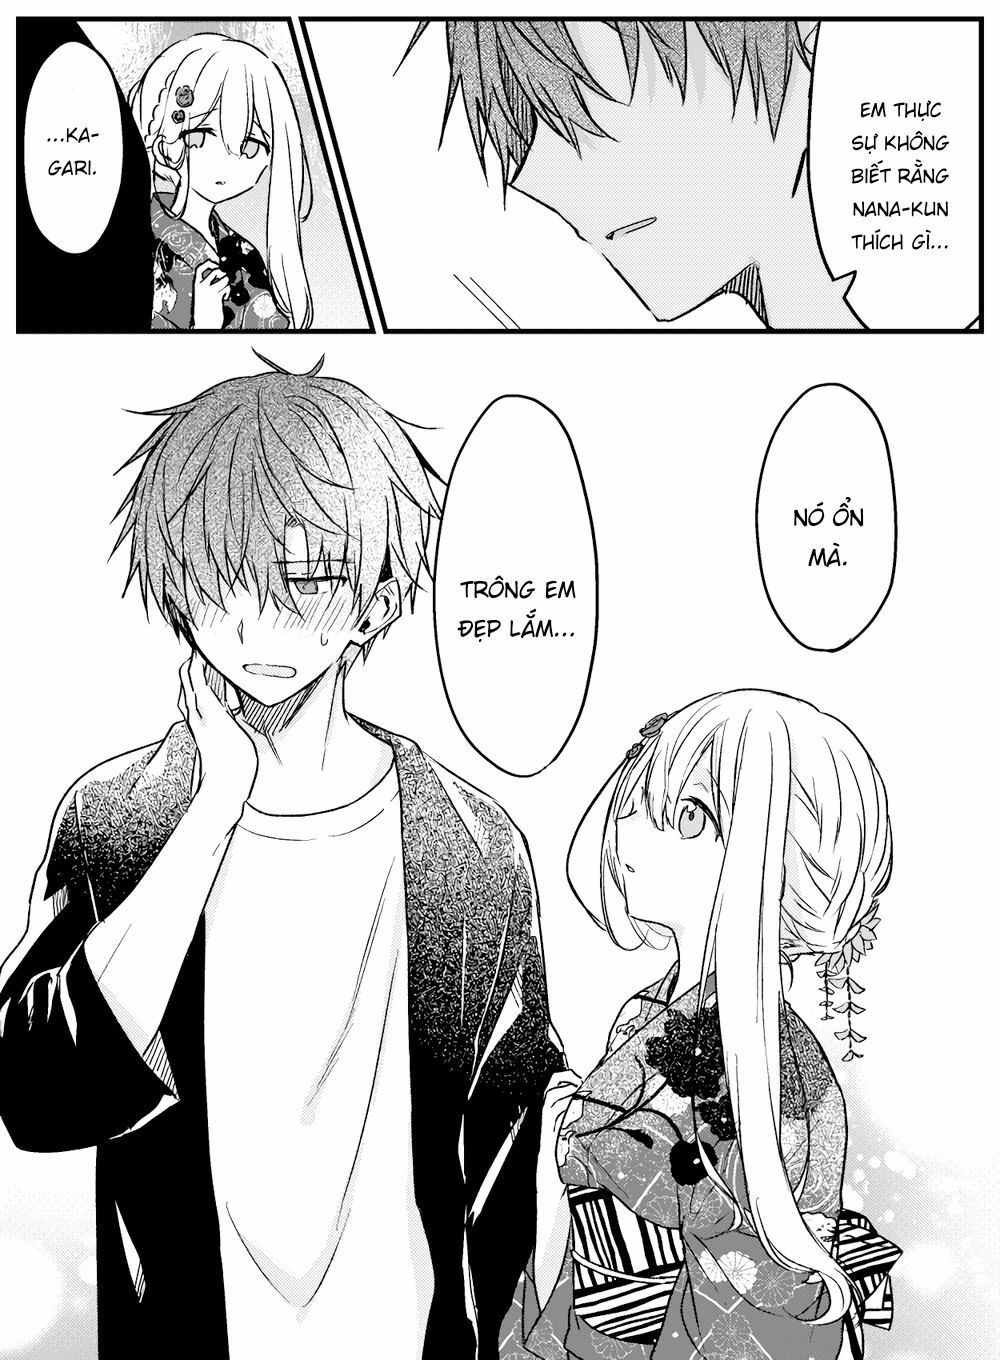 EM THỰC
SỰ KHÔNG
BIẾT RẰNG
NANA-KUN
THÍCH GÌ...
...KA-
GARI.
NÓ ỔN
MÀ.
TRÔNG EM
ĐẸP LẮM...